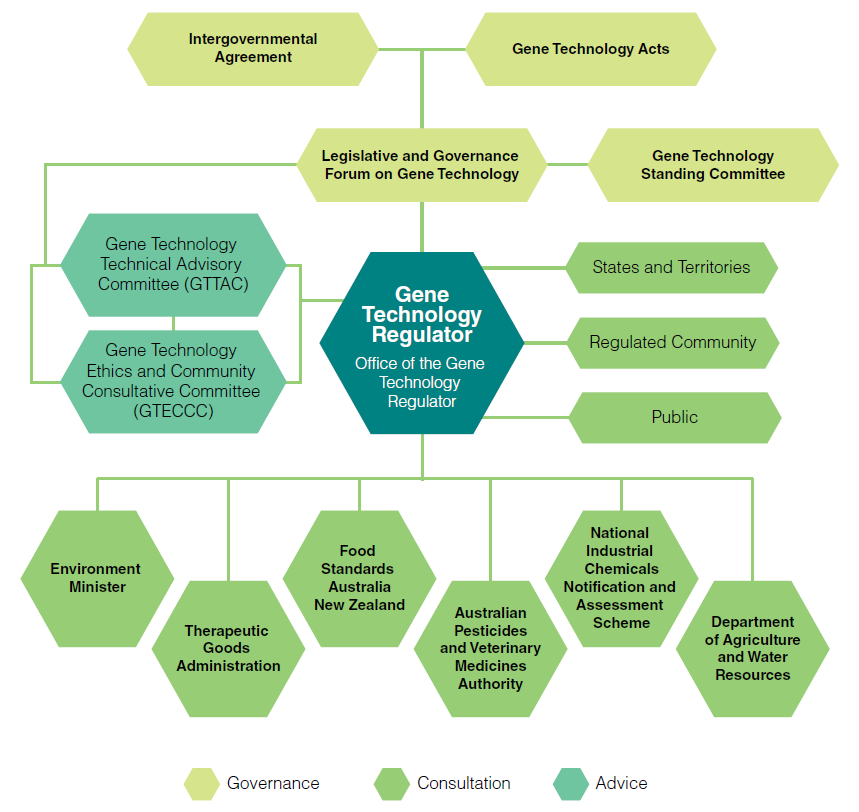 Intergovernmental
Agreement
Gene Technology Acts
Legislative and Governance
Forum on Gene Technology
Gene Technology
Standing Committee
Gene Technology
Technical Advisory
Committee (GTTAC)
Gene Technology
Ethics and Community
Consultative Committee
(GTECCC)
Gene
Technology
Regulator
Office of the Gene
Technology
Regulator
States and Territories
Regulated Community
Public
Environment
Minister
Therapeutic
Goods
Administration
Food
Standards
Australia
New Zealand
Australian
Pesticides
and Veterinary
Medicines
Authority
National
Industrial
Chemicals
Notification and
Assessment
Scheme
Department
of Agriculture
and Water
Resources
Governance
Consultation
Advice